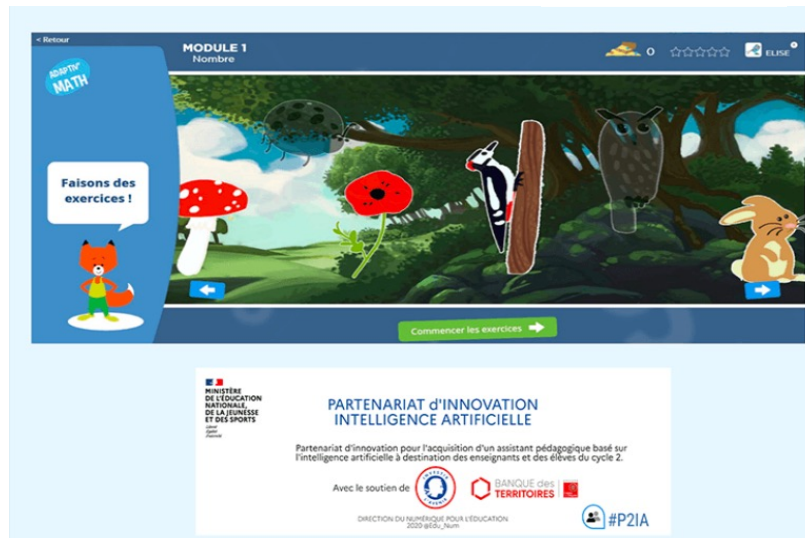 < Retour
MODULE 1
Nombre
0
ELISE
ADAPTIV'
MATH
Faisons des
exercices !
Commencer les exercices
MINISTÈRE
DE L'ÉDUCATION
NATIONALE,
DE LA JEUNESSE
ET DES SPORTS
Liberté
Égalité
Fraternité
PARTENARIAT d'INNOVATION
INTELLIGENCE ARTIFICIELLE
Partenariat d'innovation pour l'acquisition d'un assistant pédagogique basé sur
l'intelligence artificielle à destination des enseignants et des élèves du cycle 2.
Avec le soutien de
BANQUE des
TERRITOIRES
DIRECTION DU NUMÉRIQUE POUR L'ÉDUCATION
2020 @Edu_Num
#P2IA